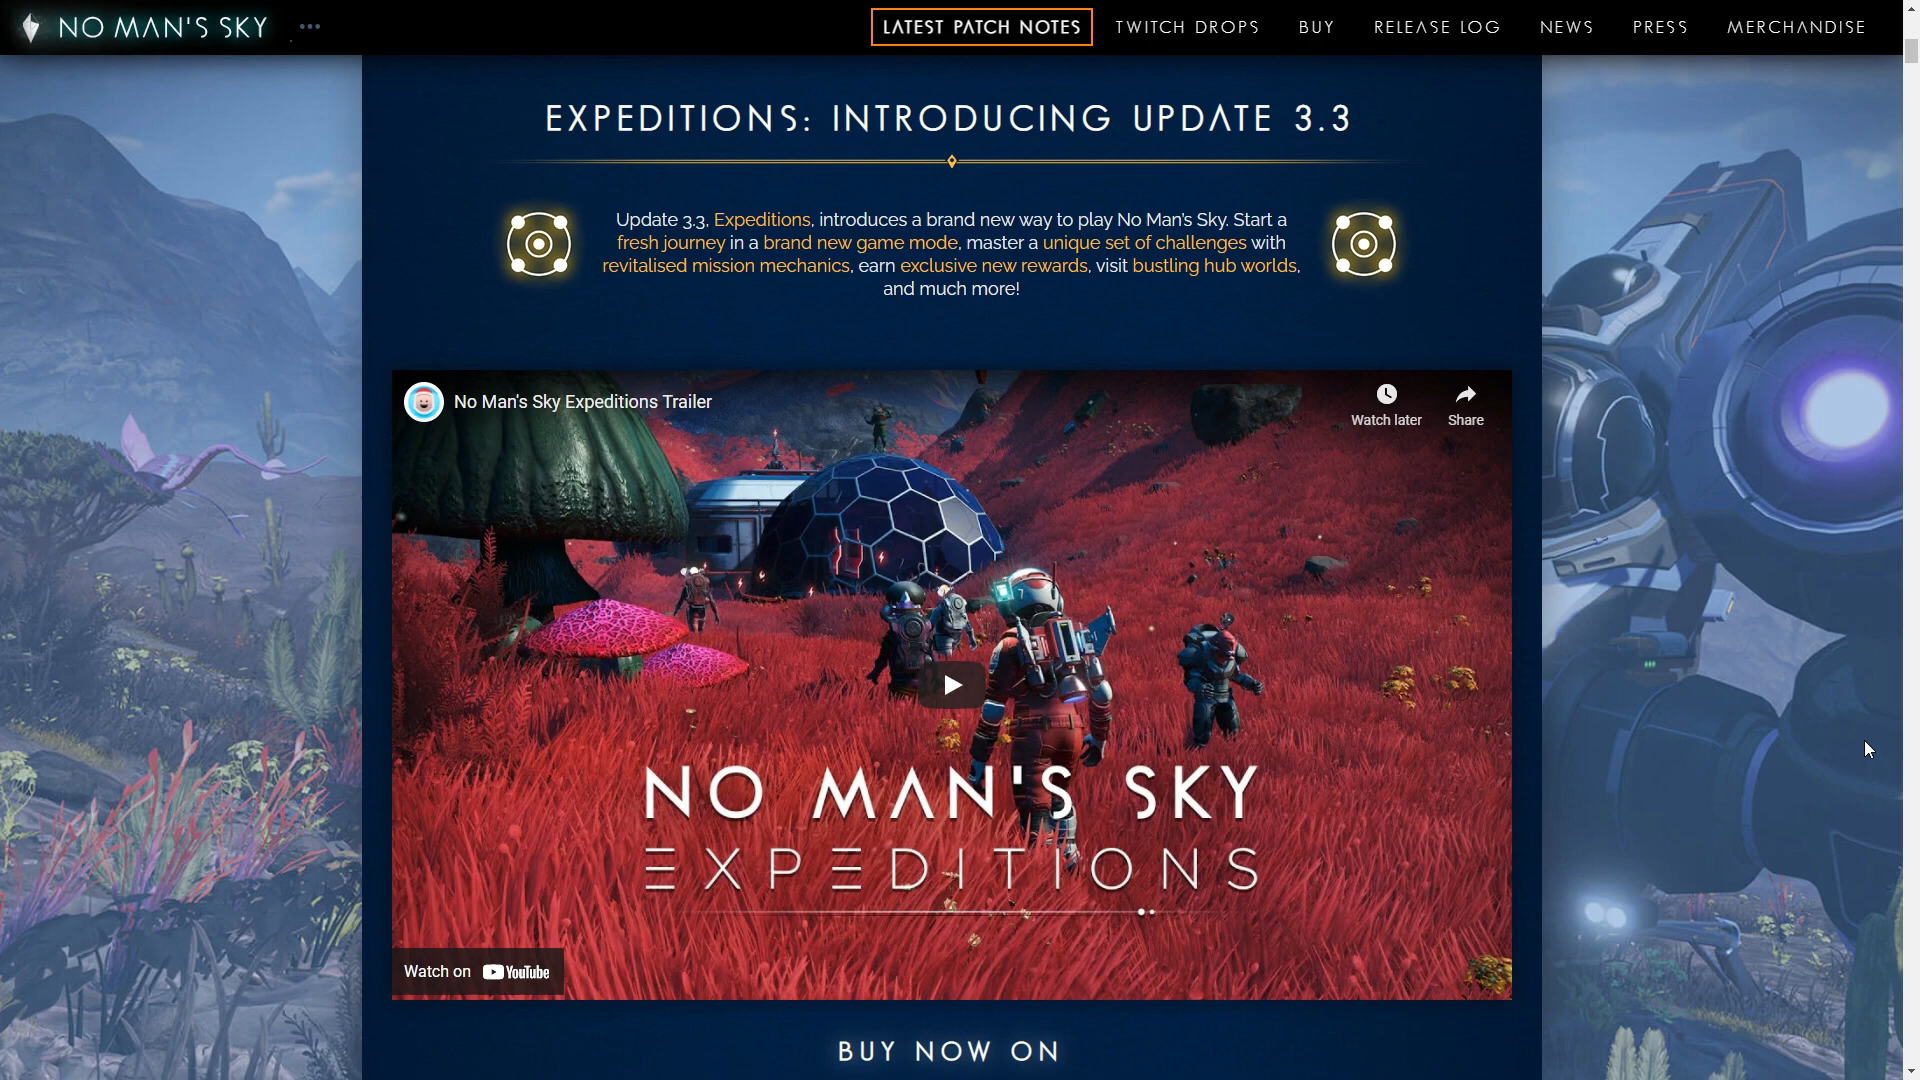 NO MAN'S SKY
LATEST PATCH NOTES
TWITCH DROPS
BUY
RELEASE LOG
NEWS
PRESS
MERCHANDISE
EXPEDITIONS: INTRODUCING UPDATE 3.3
Update 3.3, Expeditions, introduces a brand new way to play No Man's Sky. Start a
fresh journey in a brand new game mode, master a unique set of challenges with
revitalised mission mechanics, earn exclusive new rewards, visit bustling hub worlds,
and much more!
No Man's Sky Expeditions Trailer
Watch later
Share
NO MAN'S SKY
EXPEDITIONS
Watch on YouTube
BUY NOW ON